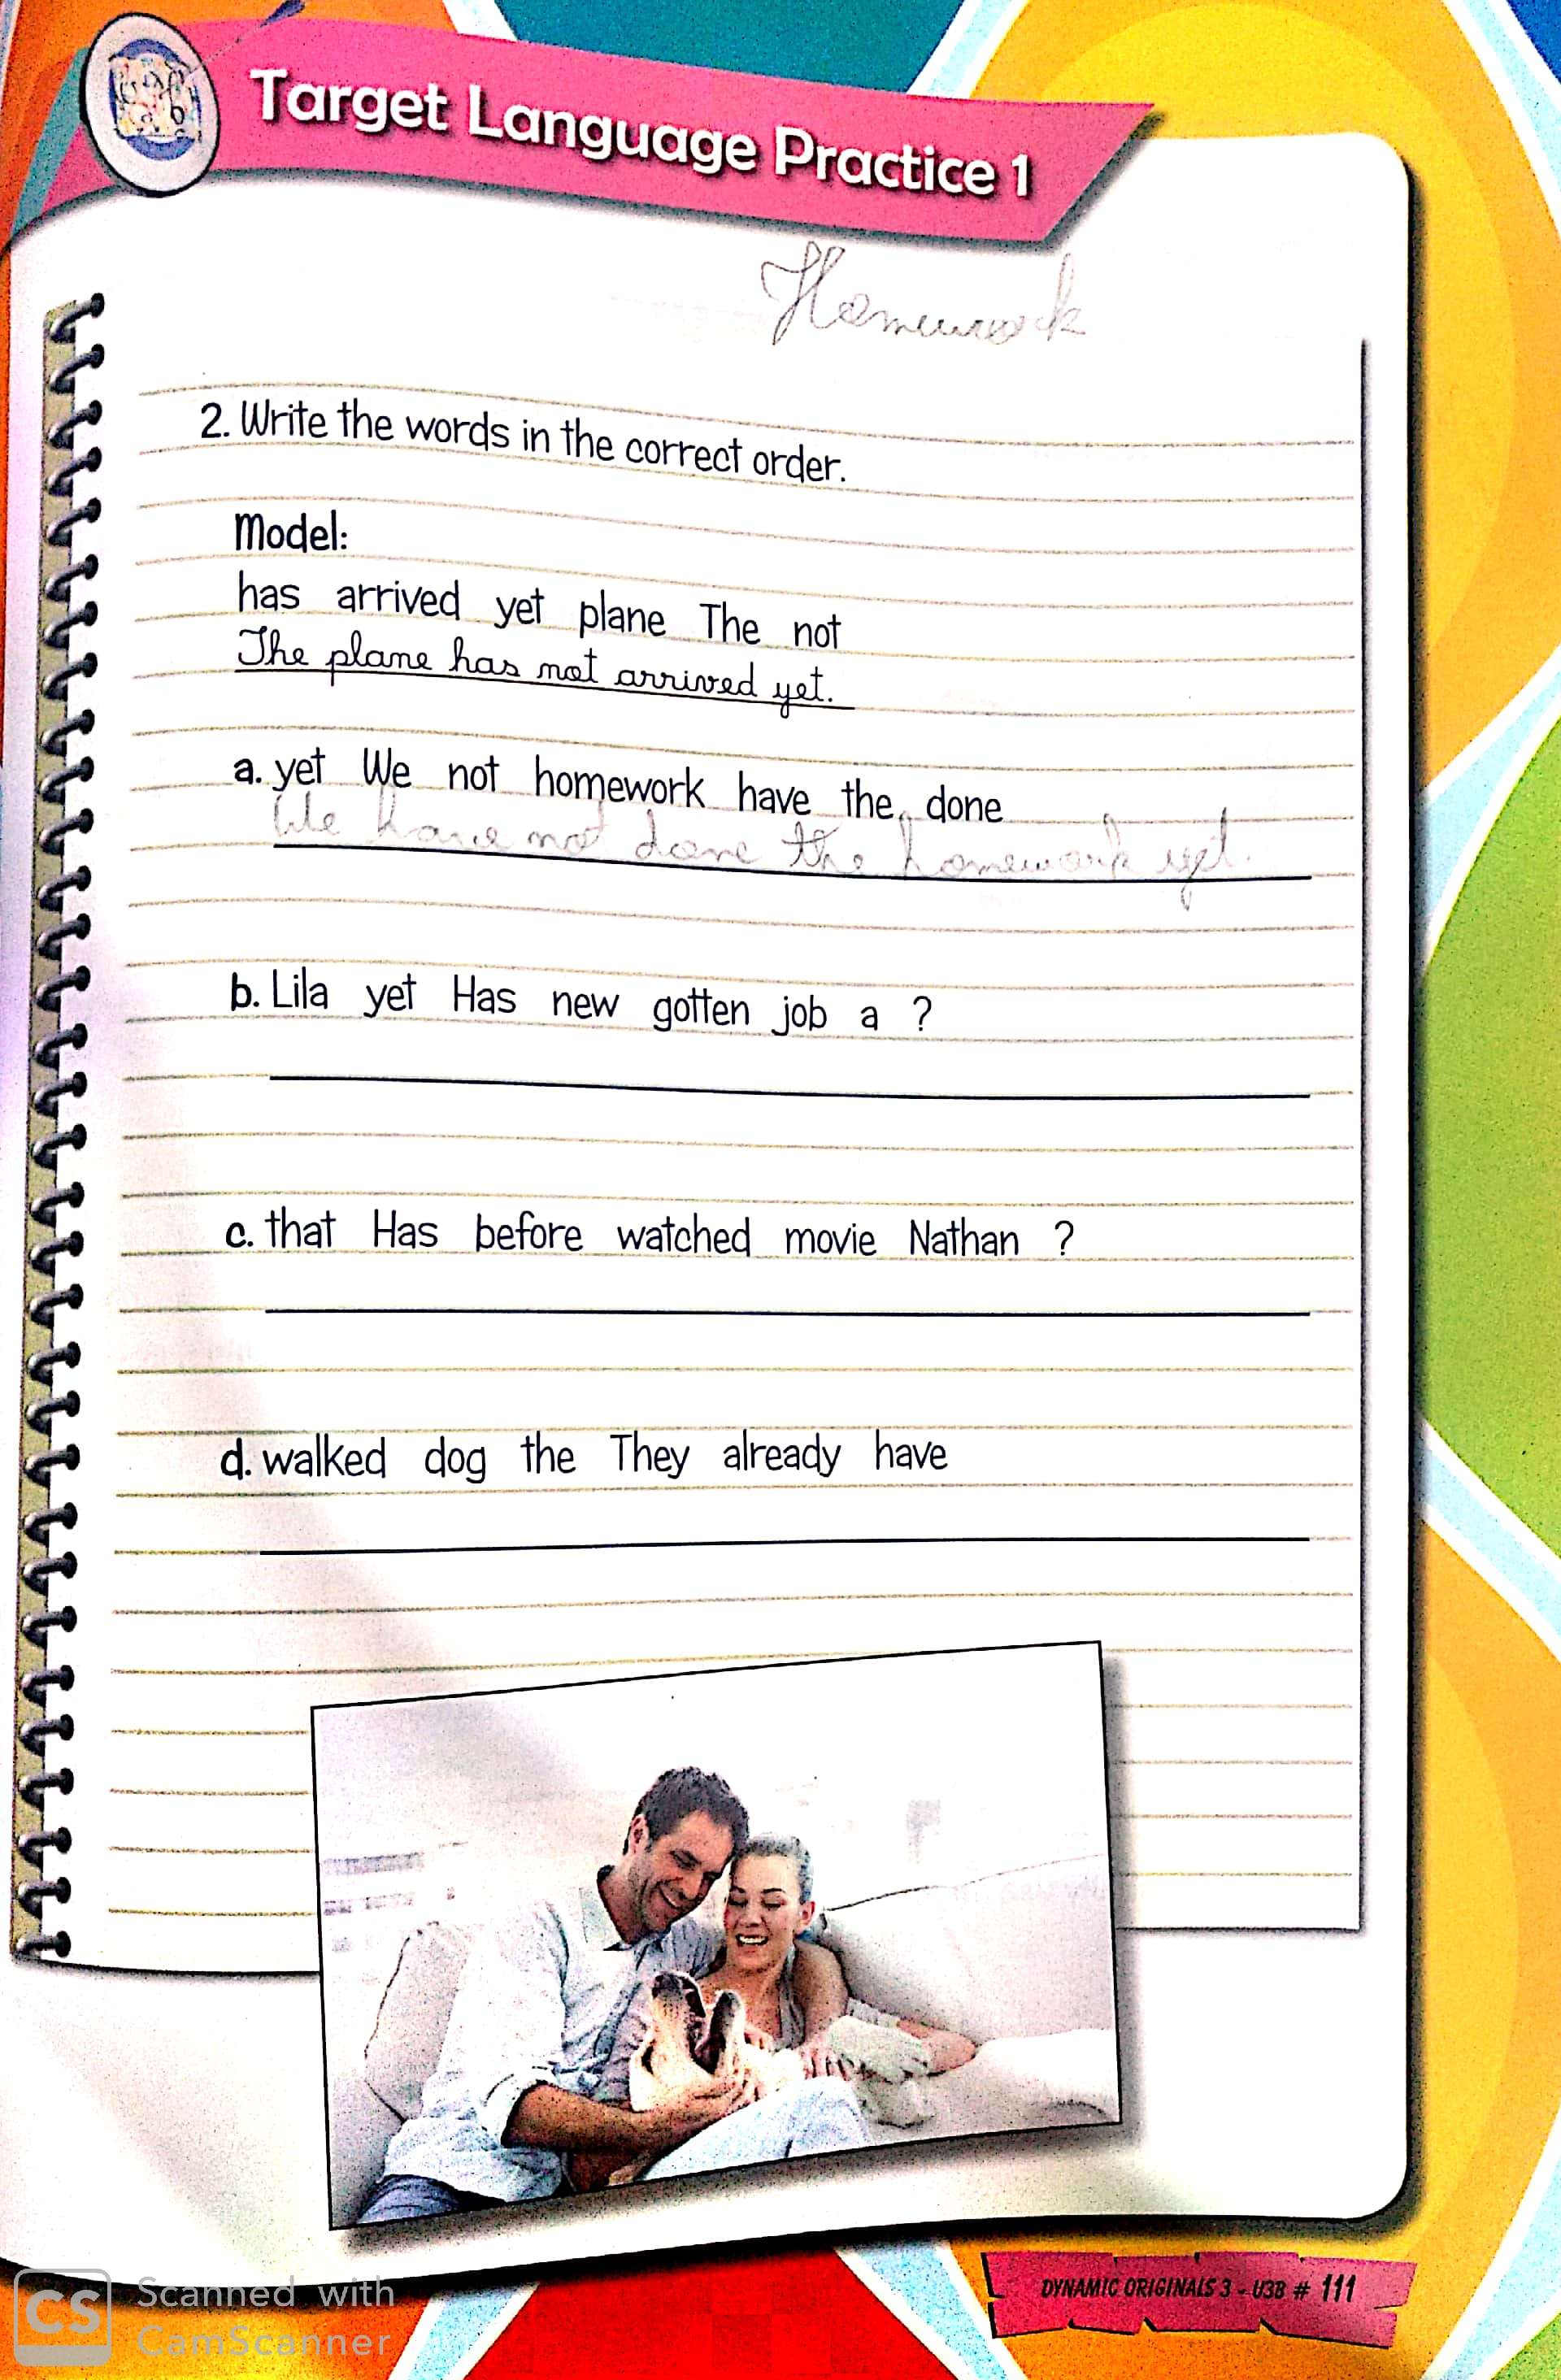 Target Language Practice 1
Homework
2. Write the words in the correct order.
Model:
has arrived yet plane The not
The plane has not arrived yet.
a. yet We not homework have the done
We have not done the homework yet.
b. Lila yet Has new gotten job a ?
c. that Has before watched movie Nathan ?
d. walked dog the They already have
DYNAMIC ORIGINALS 3 - U3B # 111
CS Scanned with
CamScanner